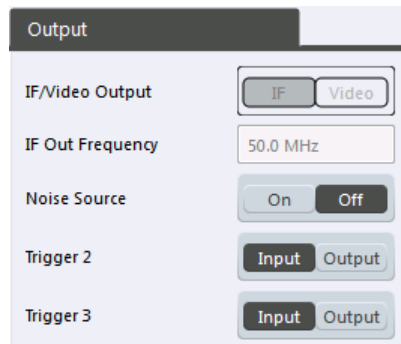 Output
IF/Video Output IF Video
IF Out Frequency 50.0 MHz
Noise Source On Off
Trigger 2 Input Output
Trigger 3 Input Output